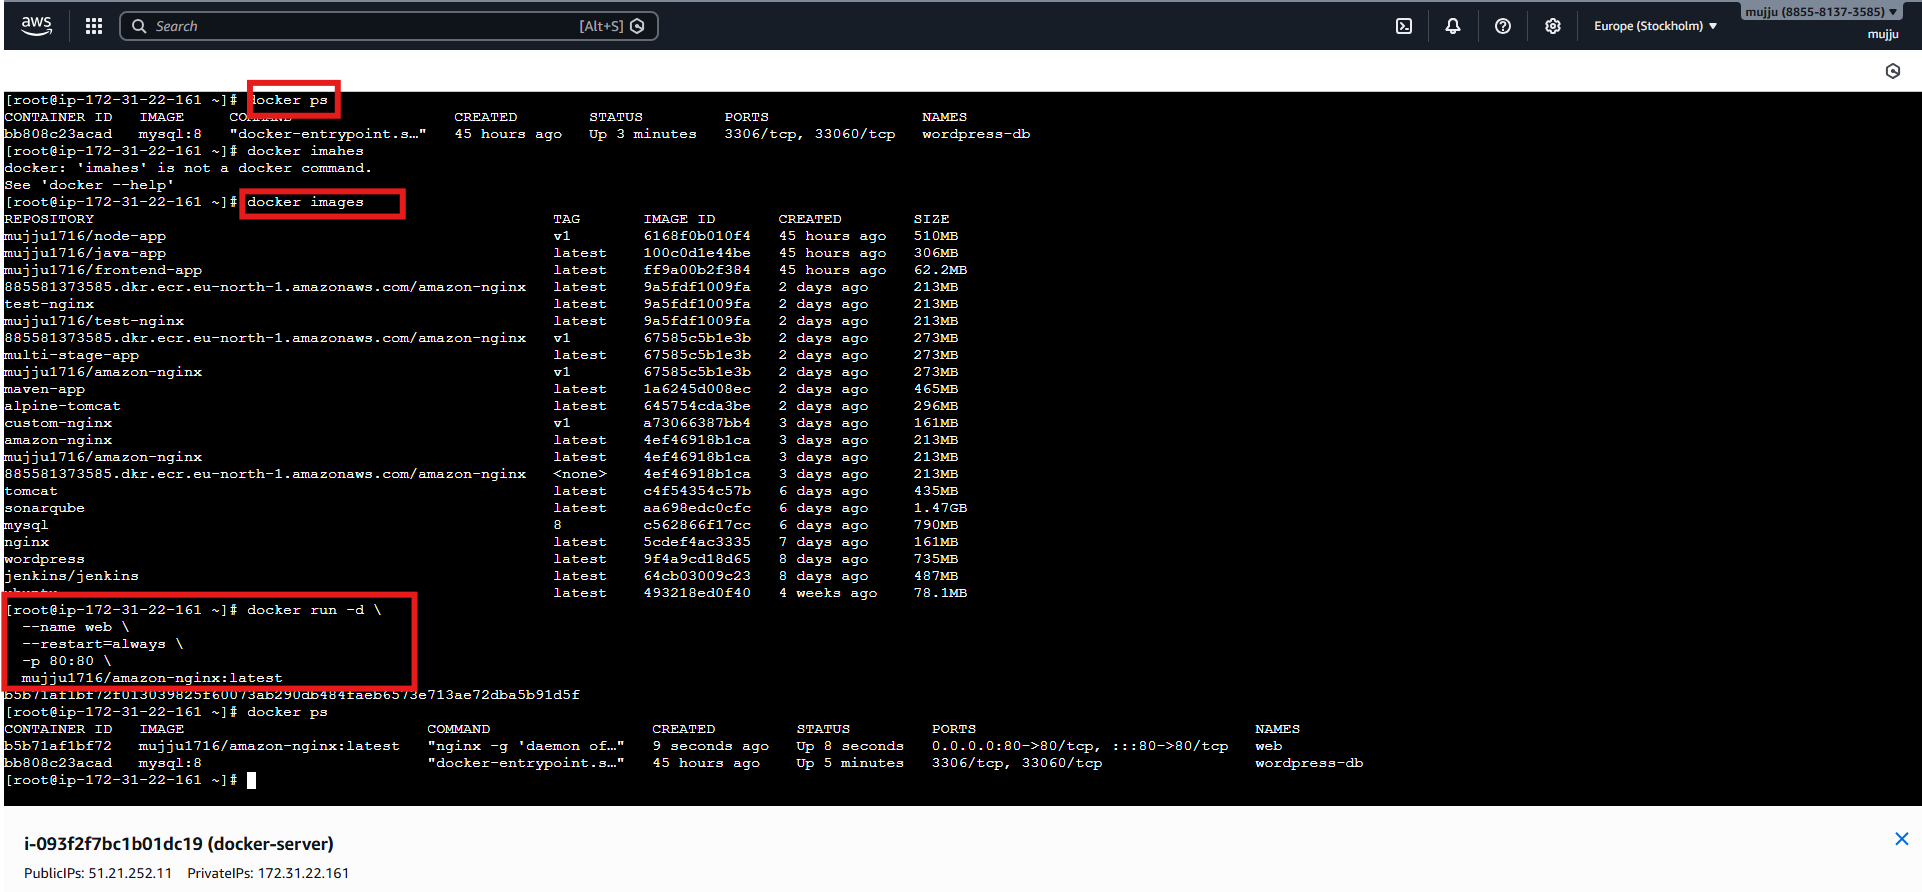 aws
Search [Alt+S]
Europe (Stockholm)
mujju (8855-8137-3585)
mujju
[root@ip-172-31-22-161 ~]# docker ps
CONTAINER ID IMAGE COMMAND CREATED STATUS PORTS NAMES
bb808c23acad mysql:8 "docker-entrypoint.s…" 45 hours ago Up 3 minutes 3306/tcp, 33060/tcp wordpress-db
[root@ip-172-31-22-161 ~]# docker imahes
docker: 'imahes' is not a docker command.
See 'docker --help'
[root@ip-172-31-22-161 ~]# docker images
REPOSITORY TAG IMAGE ID CREATED SIZE
mujju1716/node-app v1 6168f0b010f4 45 hours ago 510MB
mujju1716/java-app latest 100c0d1e44be 45 hours ago 306MB
mujju1716/frontend-app latest ff9a00b2f384 45 hours ago 62.2MB
885581373585.dkr.ecr.eu-north-1.amazonaws.com/amazon-nginx latest 9a5fdf1009fa 2 days ago 213MB
test-nginx latest 9a5fdf1009fa 2 days ago 213MB
mujju1716/test-nginx latest 9a5fdf1009fa 2 days ago 213MB
885581373585.dkr.ecr.eu-north-1.amazonaws.com/amazon-nginx v1 67585c5b1e3b 2 days ago 273MB
multi-stage-app latest 67585c5b1e3b 2 days ago 273MB
mujju1716/amazon-nginx v1 67585c5b1e3b 2 days ago 273MB
maven-app latest 1a6245d008ec 2 days ago 465MB
alpine-tomcat latest 645754cda3be 2 days ago 296MB
custom-nginx v1 a73066387bb4 3 days ago 161MB
amazon-nginx latest 4ef46918b1ca 3 days ago 213MB
mujju1716/amazon-nginx latest 4ef46918b1ca 3 days ago 213MB
885581373585.dkr.ecr.eu-north-1.amazonaws.com/amazon-nginx <none> 4ef46918b1ca 3 days ago 213MB
tomcat latest c4f54354c57b 6 days ago 435MB
sonarqube latest aa698edc0cfc 6 days ago 1.47GB
mysql 8 c562866f17cc 6 days ago 790MB
nginx latest 5cdef4ac3335 7 days ago 161MB
wordpress latest 9f4a9cd18d65 8 days ago 735MB
jenkins/jenkins latest 64cb03009c23 8 days ago 487MB
ubuntu latest 493218ed0f40 4 weeks ago 78.1MB
[root@ip-172-31-22-161 ~]# docker run -d \
--name web \
--restart=always \
-p 80:80 \
mujju1716/amazon-nginx:latest
b5b71af1bf72f013039825f60073ab290db484faeb6573e713ae72dba5b91d5f
[root@ip-172-31-22-161 ~]# docker ps
CONTAINER ID IMAGE COMMAND CREATED STATUS PORTS NAMES
b5b71af1bf72 mujju1716/amazon-nginx:latest "nginx -g 'daemon of…" 9 seconds ago Up 8 seconds 0.0.0.0:80->80/tcp, :::80->80/tcp web
bb808c23acad mysql:8 "docker-entrypoint.s…" 45 hours ago Up 5 minutes 3306/tcp, 33060/tcp wordpress-db
[root@ip-172-31-22-161 ~]#
i-093f2f7bc1b01dc19 (docker-server)
PublicIPs: 51.21.252.11 PrivateIPs: 172.31.22.161